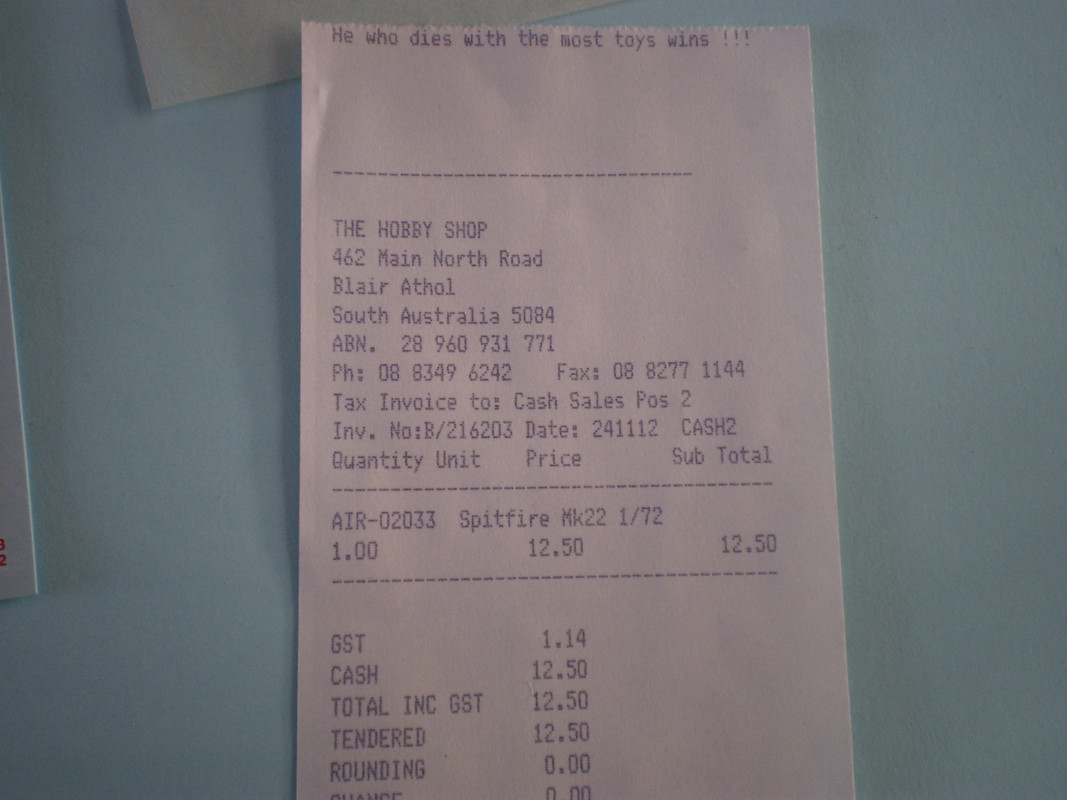 He who dies with the most toys wins !!!
--------------------------------
THE HOBBY SHOP
462 Main North Road
Blair Athol
South Australia 5084
ABN.  28 960 931 771
Ph: 08 8349 6242    Fax: 08 8277 1144
Tax Invoice to: Cash Sales Pos 2
Inv. No:B/216203 Date: 241112  CASH2
Quantity Unit    Price        Sub Total
---------------------------------------
AIR-02033  Spitfire Mk22 1/72
1.00             12.50            12.50
---------------------------------------
GST               1.14
CASH             12.50
TOTAL INC GST    12.50
TENDERED         12.50
ROUNDING          0.00
CHANGE            0.00